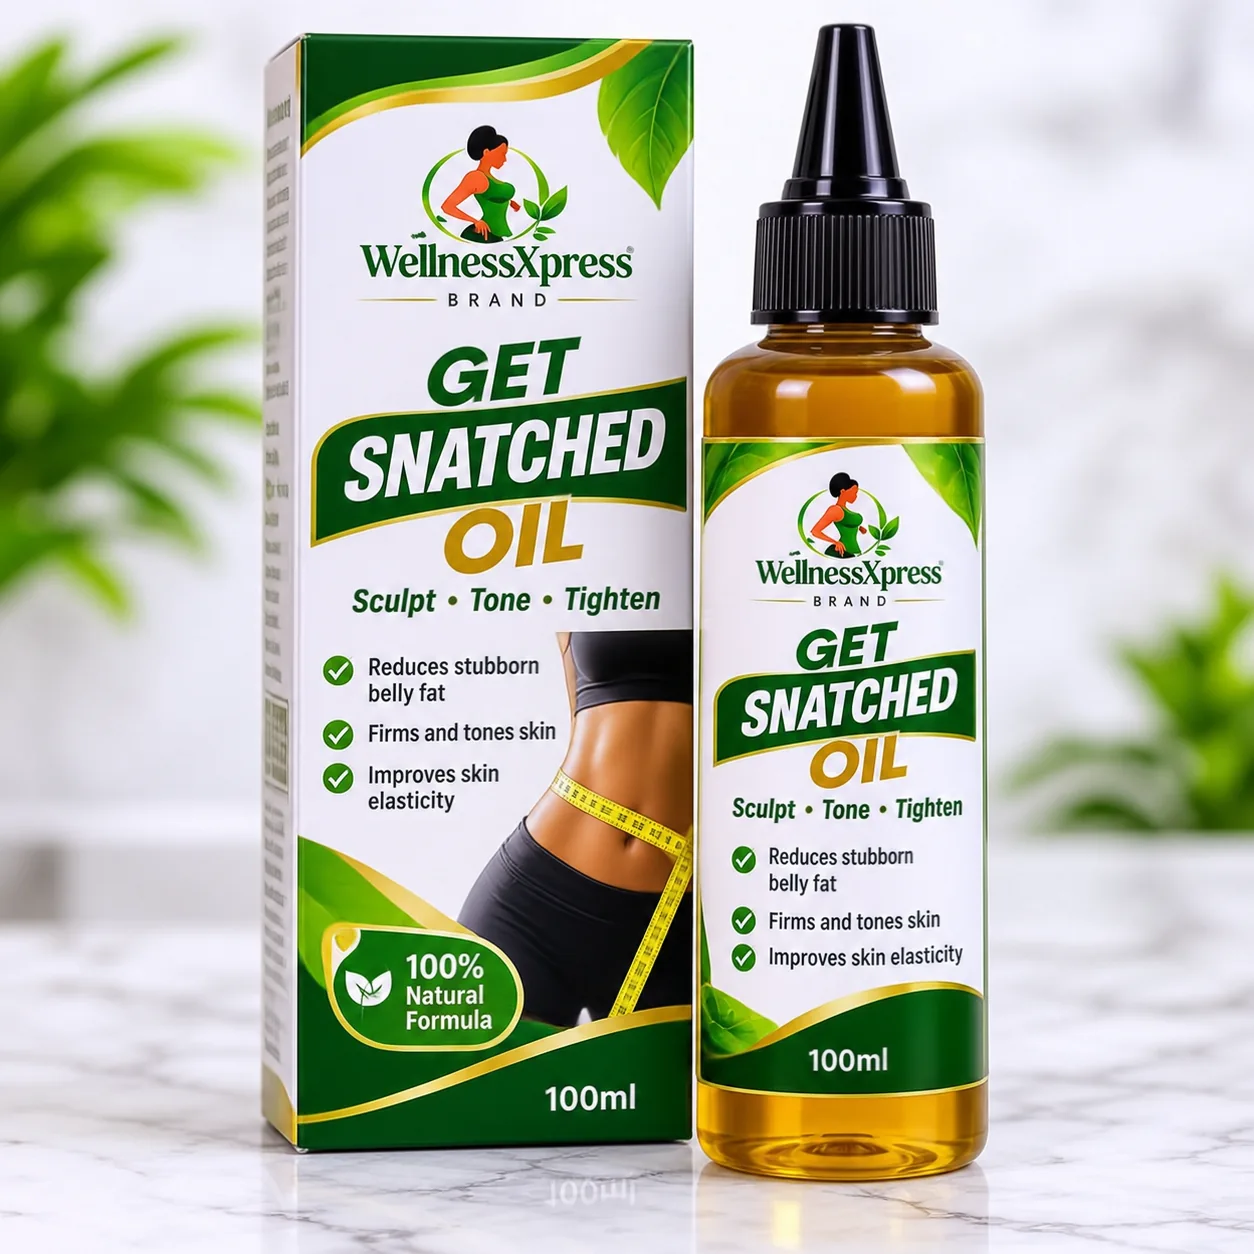 WellnessXpress®
BRAND
GET
SNATCHED
OIL
Sculpt • Tone • Tighten
Reduces stubborn
belly fat
Firms and tones skin
Improves skin
elasticity
100%
Natural
Formula
100ml
WellnessXpress
BRAND
GET
SNATCHED
OIL
Sculpt • Tone • Tighten
Reduces stubborn
belly fat
Firms and tones skin
Improves skin elasticity
100ml